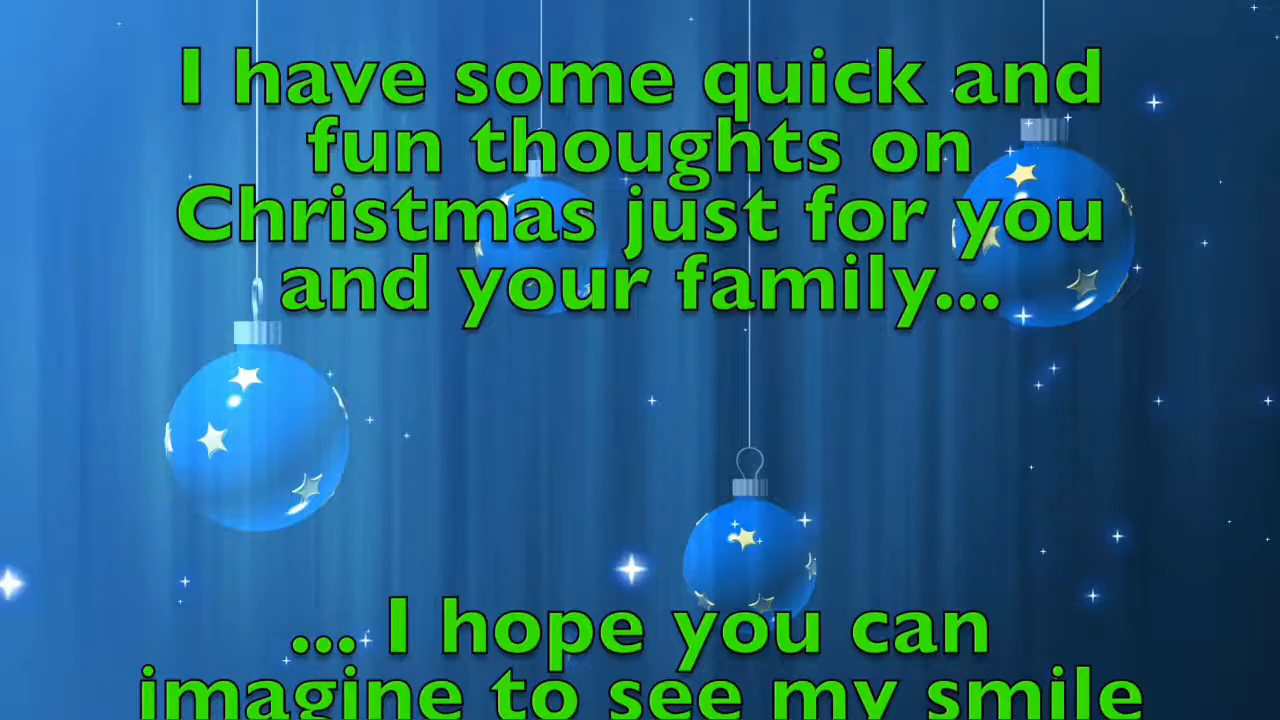 I have some quick and
fun thoughts on
Christmas just for you
and your family...
... I hope you can
imagine to see my smile